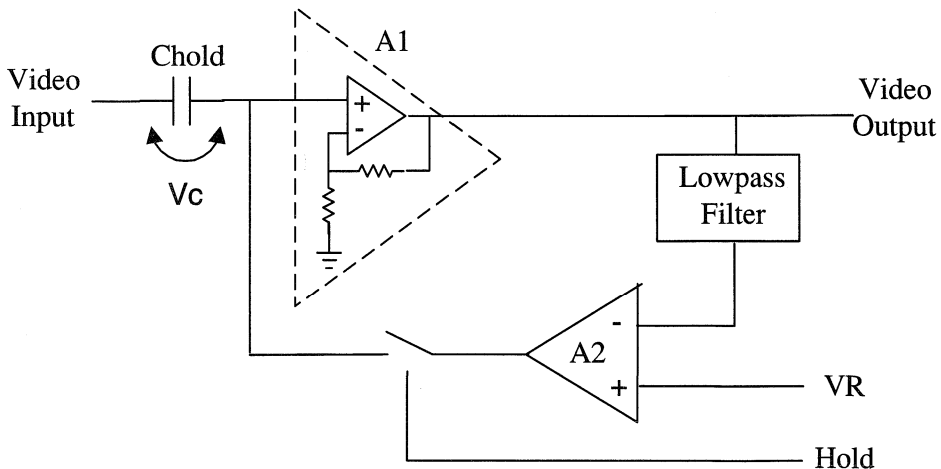 Video
Input
Chold
Vc
A1
+
-
Video
Output
Lowpass
Filter
A2
-
+
VR
Hold